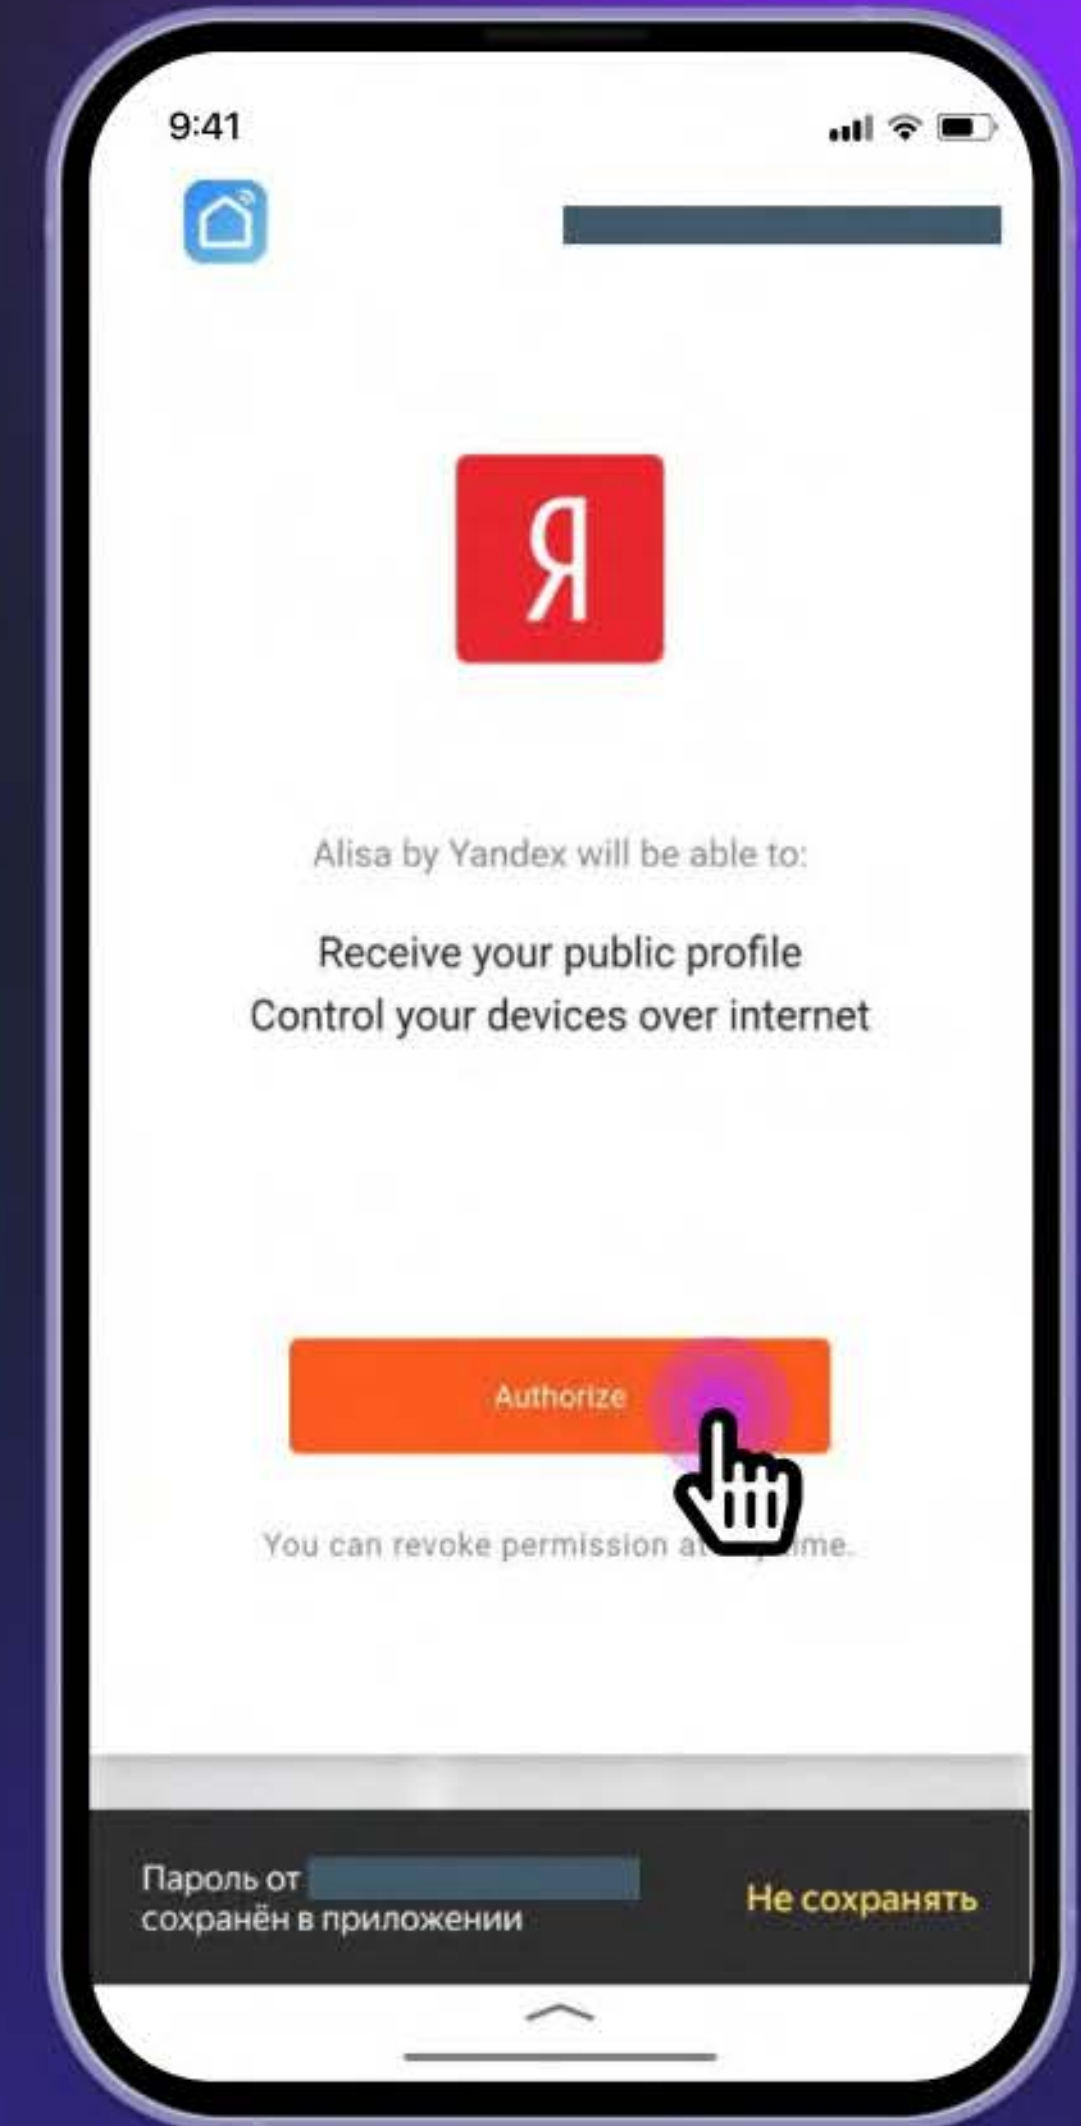 9:41
Я
Alisa by Yandex will be able to:
Receive your public profile
Control your devices over internet
Authorize
You can revoke permission at
Пароль от
сохранён в приложении
Не сохранять